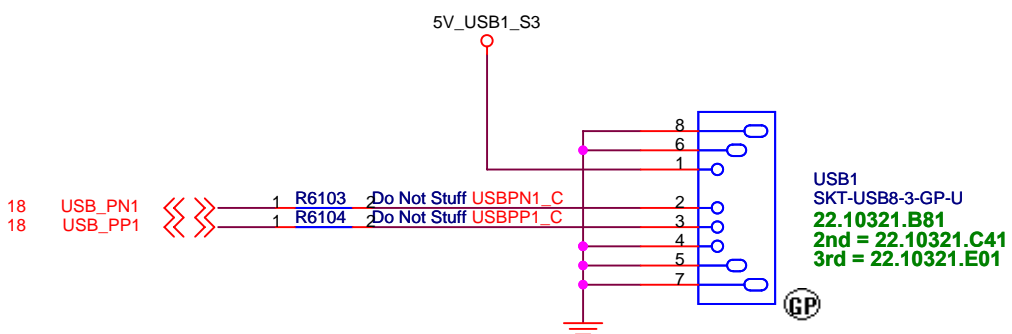 5V_USB1_S3
8
6
1
18 USB_PN1 1 R6103 2 Do Not Stuff USBPN1_C 2
18 USB_PP1 1 R6104 2 Do Not Stuff USBPP1_C 3
4
5
7
USB1
SKT-USB8-3-GP-U
22.10321.B81
2nd = 22.10321.C41
3rd = 22.10321.E01
GP